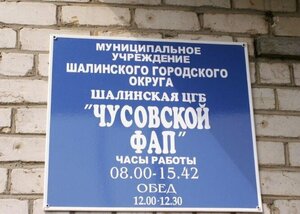 МУНИЦИПАЛЬНОЕ
УЧРЕЖДЕНИЕ
ШАЛИНСКОГО ГОРОДСКОГО
ОКРУГА
ШАЛИНСКАЯ ЦГБ
"ЧУСОВСКОЙ
ФАП"
ЧАСЫ РАБОТЫ
08.00-15.42
ОБЕД
12.00-12.30